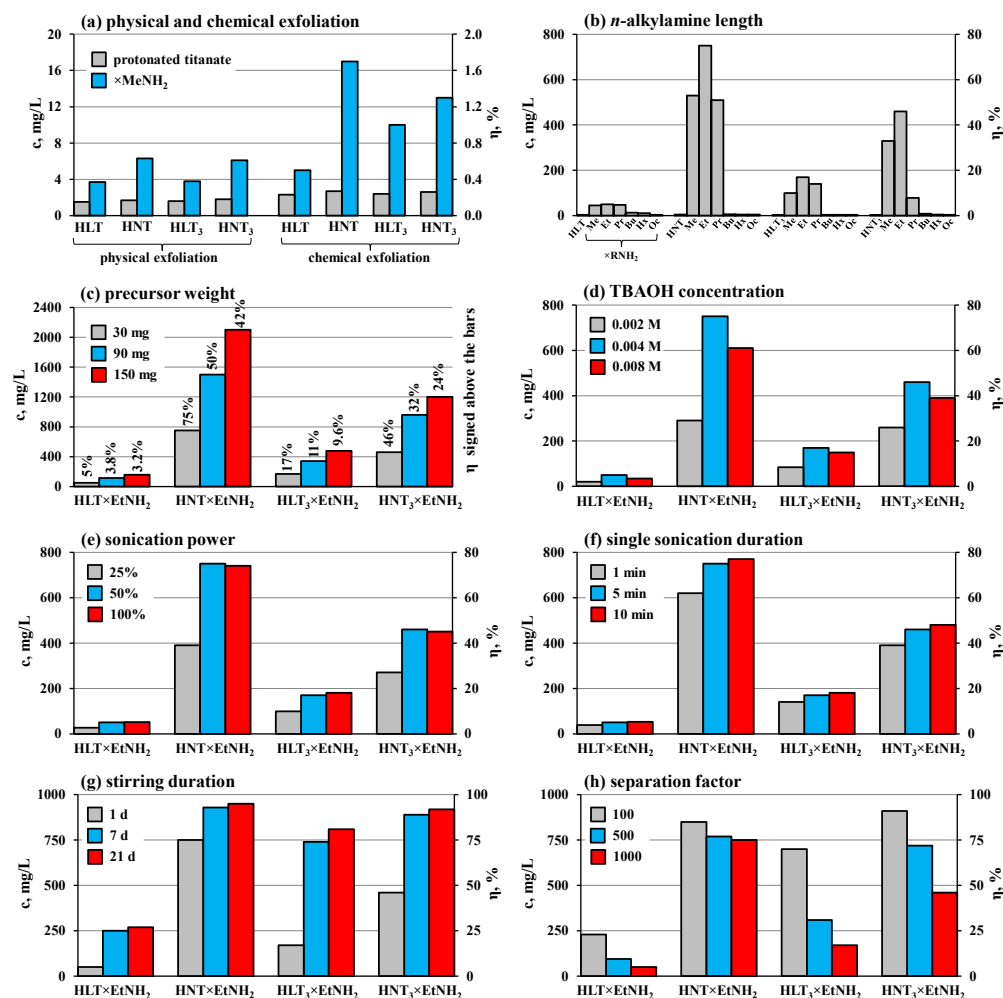 (a) physical and chemical exfoliation
20
16
12
8
4
0
c, mg/L
protonated titanate
×MeNH₂
2.0
1.6
1.2
0.8
0.4
0.0
η, %
HLT HNT HLT₃ HNT₃ HLT HNT HLT₃ HNT₃
physical exfoliation chemical exfoliation
(b) n-alkylamine length
800
600
400
200
0
c, mg/L
80
60
40
20
0
η, %
HLT Me Et Pr Bu Hx Oc HNT Me Et Pr Bu Hx Oc HLT₃ Me Et Pr Bu Hx Oc HNT₃ Me Et Pr Bu Hx Oc
×RNH₂
(c) precursor weight
2400
2000
1600
1200
800
400
0
c, mg/L
30 mg
90 mg
150 mg
5% 3.8% 3.2% 75% 50% 42% 17% 11% 9.6% 46% 32% 24%
η signed above the bars
HLT×EtNH₂ HNT×EtNH₂ HLT₃×EtNH₂ HNT₃×EtNH₂
(d) TBAOH concentration
800
600
400
200
0
c, mg/L
0.002 M
0.004 M
0.008 M
80
60
40
20
0
η, %
HLT×EtNH₂ HNT×EtNH₂ HLT₃×EtNH₂ HNT₃×EtNH₂
(e) sonication power
800
600
400
200
0
c, mg/L
25%
50%
100%
80
60
40
20
0
η, %
HLT×EtNH₂ HNT×EtNH₂ HLT₃×EtNH₂ HNT₃×EtNH₂
(f) single sonication duration
800
600
400
200
0
c, mg/L
1 min
5 min
10 min
80
60
40
20
0
η, %
HLT×EtNH₂ HNT×EtNH₂ HLT₃×EtNH₂ HNT₃×EtNH₂
(g) stirring duration
1000
750
500
250
0
c, mg/L
1 d
7 d
21 d
100
75
50
25
0
η, %
HLT×EtNH₂ HNT×EtNH₂ HLT₃×EtNH₂ HNT₃×EtNH₂
(h) separation factor
1000
750
500
250
0
c, mg/L
100
500
1000
100
75
50
25
0
η, %
HLT×EtNH₂ HNT×EtNH₂ HLT₃×EtNH₂ HNT₃×EtNH₂